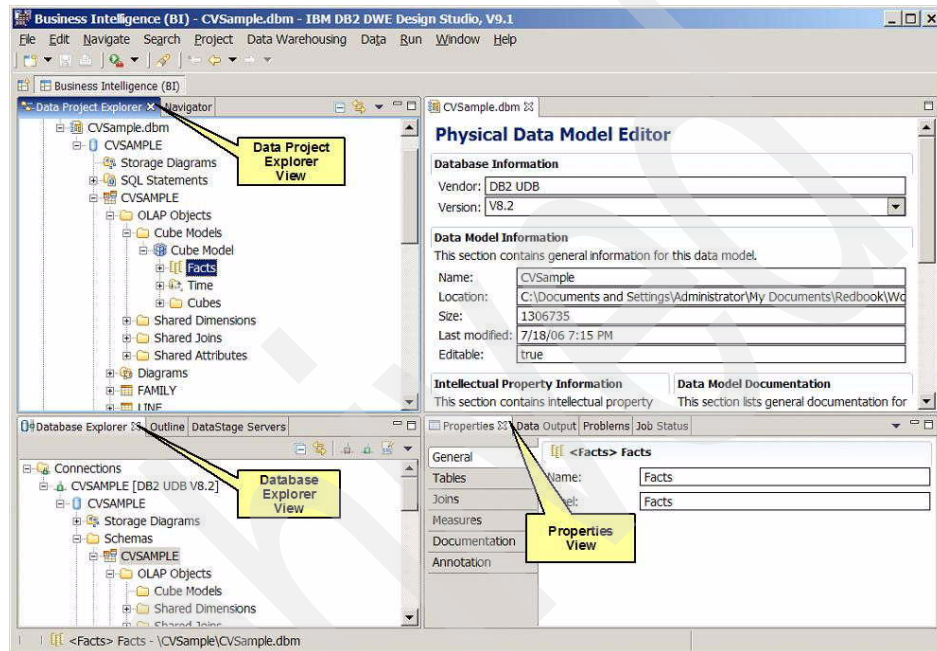 Business Intelligence (BI) - CVSample.dbm - IBM DB2 DWE Design Studio, V9.1
File Edit Navigate Search Project Data Warehousing Data Run Window Help
Business Intelligence (BI)
Data Project Explorer Navigator
CVSample.dbm
CVSAMPLE
Storage Diagrams
SQL Statements
CVSAMPLE
OLAP Objects
Cube Models
Cube Model
Facts
Time
Cubes
Shared Dimensions
Shared Joins
Shared Attributes
Diagrams
FAMILY
LINE
Data Project
Explorer
View
CVSample.dbm
Physical Data Model Editor
Database Information
Vendor: DB2 UDB
Version: V8.2
Data Model Information
This section contains general information for this data model.
Name: CVSample
Location: C:\Documents and Settings\Administrator\My Documents\Redbook\Wo
Size: 1306735
Last modified: 7/18/06 7:15 PM
Editable: true
Intellectual Property Information
This section contains intellectual property
Data Model Documentation
This section lists general documentation for
Database Explorer Outline DataStage Servers
Connections
CVSAMPLE [DB2 UDB V8.2]
CVSAMPLE
Storage Diagrams
Schemas
CVSAMPLE
OLAP Objects
Cube Models
Shared Dimensions
Shared Joins
Database
Explorer
View
Properties Data Output Problems Job Status
General
Tables
Joins
Measures
Documentation
Annotation
<Facts> Facts
Name: Facts
Facts
Properties
View
<Facts> Facts - \CVSample\CVSample.dbm